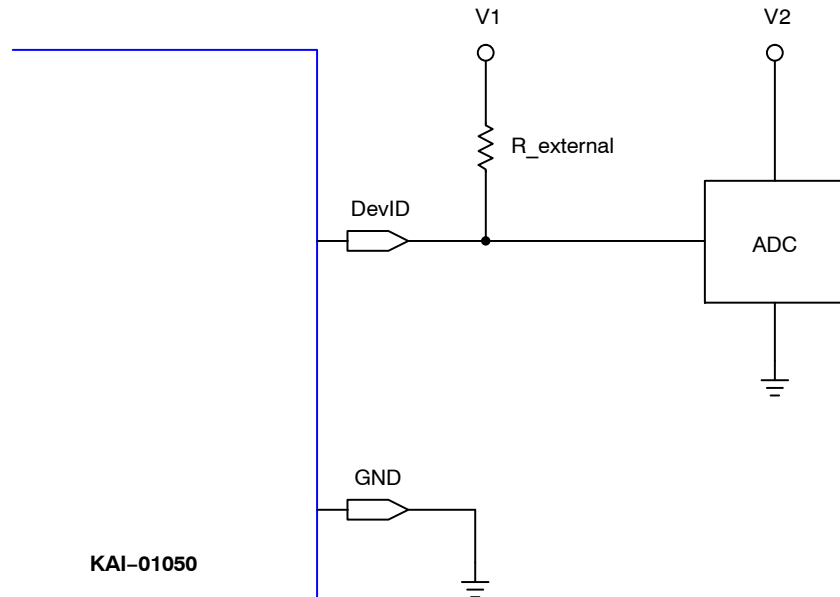 V1
V2
R_external
DevID
ADC
GND
KAI−01050